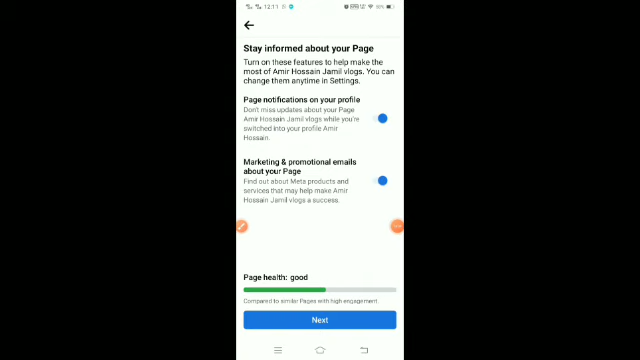 12:11
Stay informed about your Page
Turn on these features to help make the
most of Amir Hossain Jamil vlogs. You can
change them anytime in Settings.
Page notifications on your profile
Don't miss updates about your Page
Amir Hossain Jamil vlogs while you're
switched into your profile Amir
Hossain.
Marketing & promotional emails
about your Page
Find out about Meta products and
services that may help make Amir
Hossain Jamil vlogs a success.
Page health: good
Compared to similar Pages with high engagement.
Next